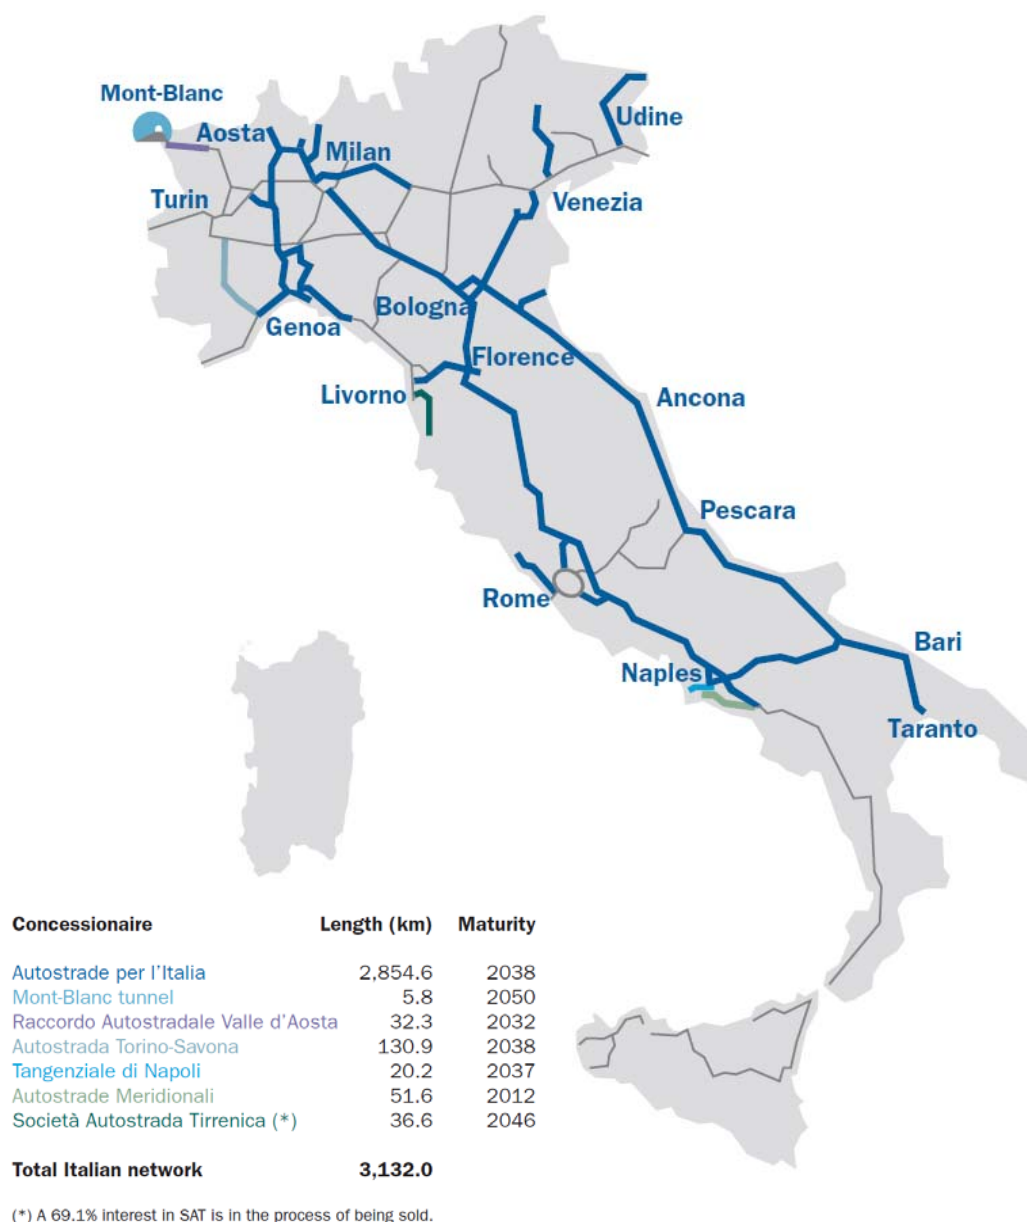 Mont-Blanc
Aosta
Milan
Udine
Turin
Venezia
Bologna
Genoa
Florence
Livorno
Ancona
Pescara
Rome
Bari
Naples
Taranto
Concessionaire Length (km) Maturity
Autostrade per l'Italia 2,854.6 2038
Mont-Blanc tunnel 5.8 2050
Raccordo Autostradale Valle d'Aosta 32.3 2032
Autostrada Torino-Savona 130.9 2038
Tangenziale di Napoli 20.2 2037
Autostrade Meridionali 51.6 2012
Società Autostrada Tirrenica (*) 36.6 2046
Total Italian network 3,132.0
(*) A 69.1% interest in SAT is in the process of being sold.